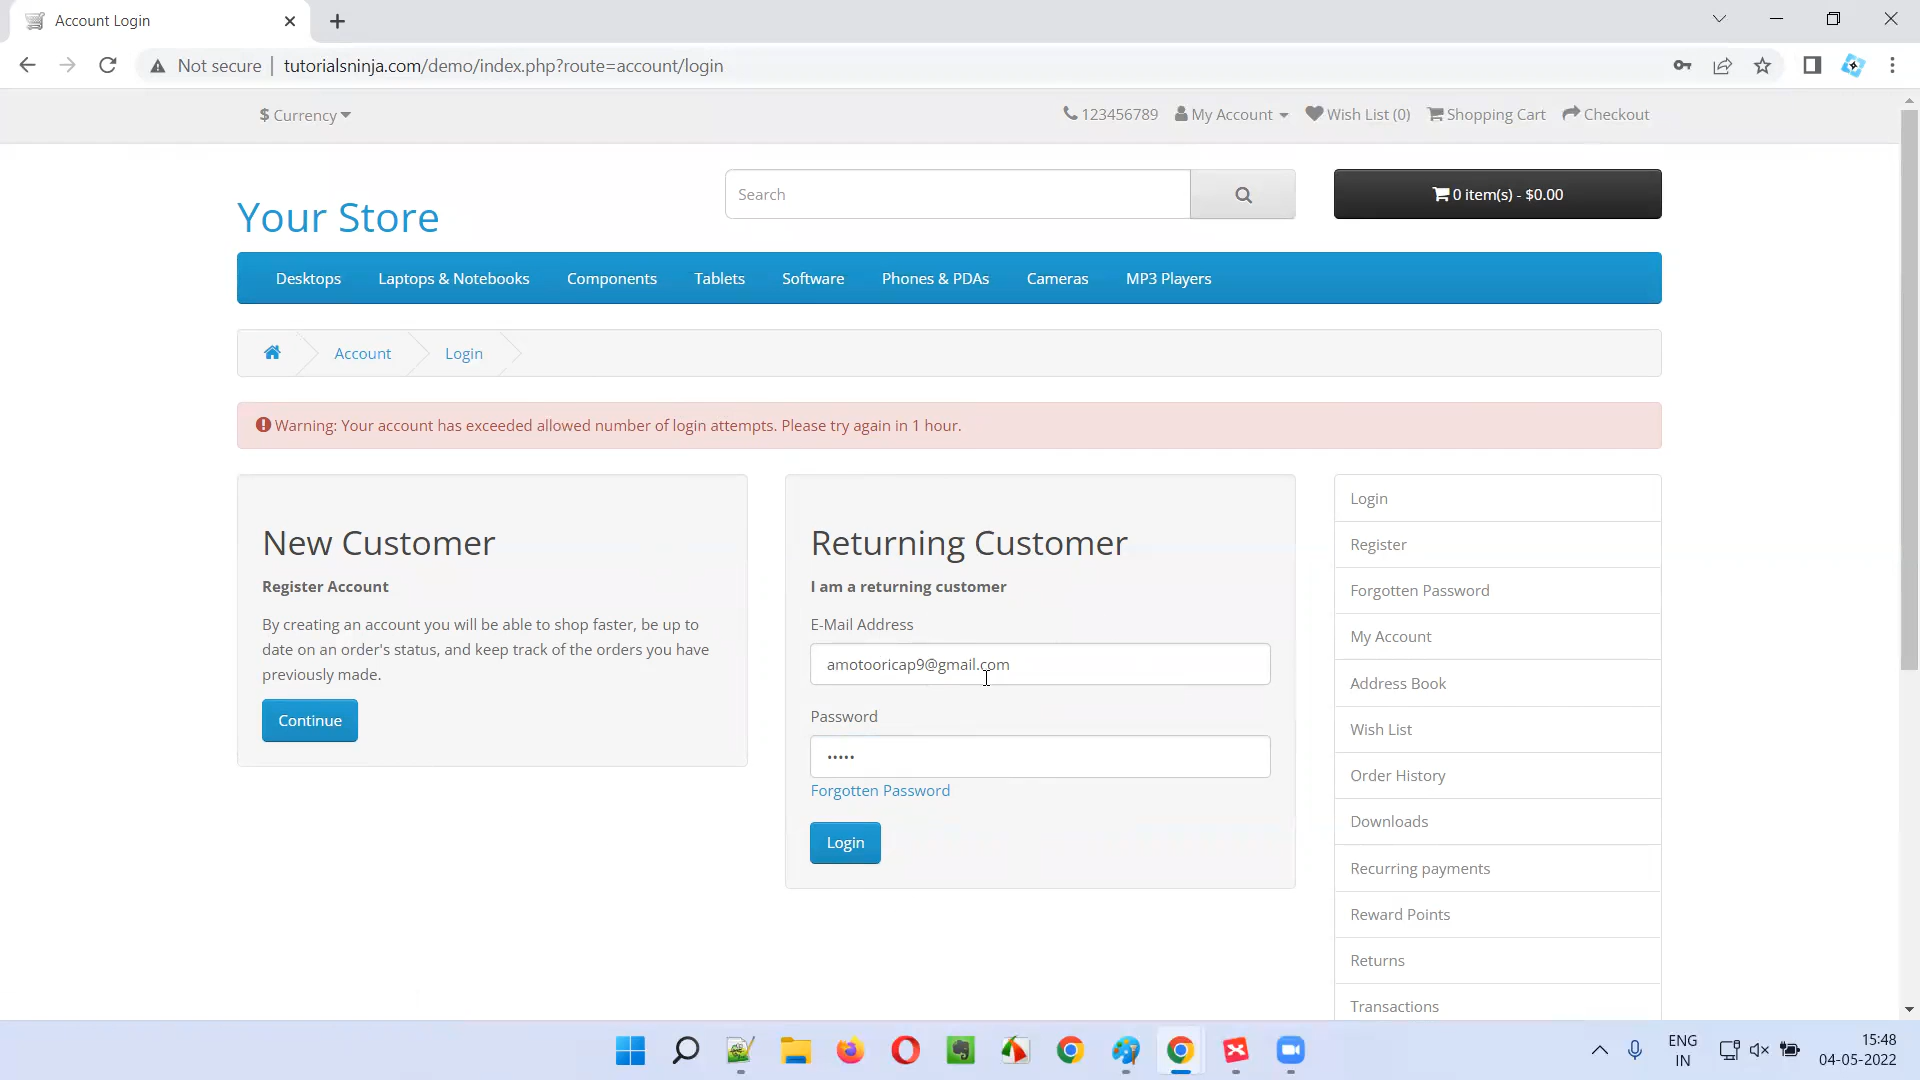 Account Login
Not secure
tutorialsninja.com/demo/index.php?route=account/login
$ Currency
123456789
My Account
Wish List (0)
Shopping Cart
Checkout
Your Store
Search
0 item(s) - $0.00
Desktops
Laptops & Notebooks
Components
Tablets
Software
Phones & PDAs
Cameras
MP3 Players
Account
Login
Warning: Your account has exceeded allowed number of login attempts. Please try again in 1 hour.
New Customer
Register Account
By creating an account you will be able to shop faster, be up to
date on an order's status, and keep track of the orders you have
previously made.
Continue
Returning Customer
I am a returning customer
E-Mail Address
amotooricap9@gmail.com
Password
•••••
Forgotten Password
Login
Login
Register
Forgotten Password
My Account
Address Book
Wish List
Order History
Downloads
Recurring payments
Reward Points
Returns
Transactions
ENG
IN
15:48
04-05-2022